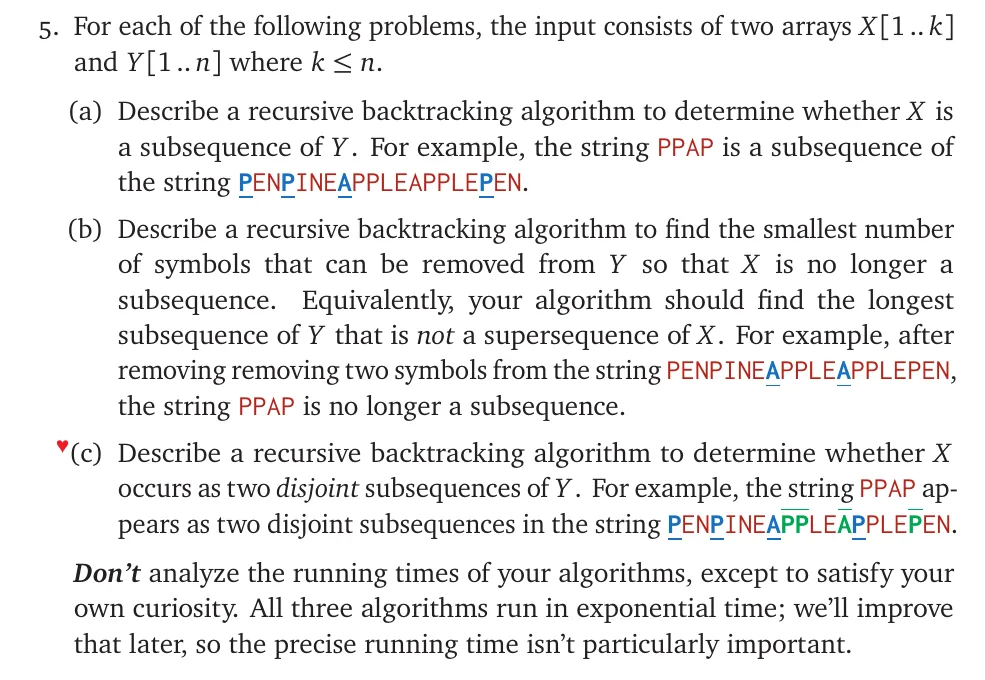 5. For each of the following problems, the input consists of two arrays X[1 .. k]
and Y[1 .. n] where k ≤ n.
(a) Describe a recursive backtracking algorithm to determine whether X is
a subsequence of Y. For example, the string PPAP is a subsequence of
the string PENPINEAPPLEAPPLEPEN.
(b) Describe a recursive backtracking algorithm to find the smallest number
of symbols that can be removed from Y so that X is no longer a
subsequence. Equivalently, your algorithm should find the longest
subsequence of Y that is not a supersequence of X. For example, after
removing removing two symbols from the string PENPINEAPPLEAPPLEPEN,
the string PPAP is no longer a subsequence.
♥(c) Describe a recursive backtracking algorithm to determine whether X
occurs as two disjoint subsequences of Y. For example, the string PPAP ap-
pears as two disjoint subsequences in the string PENPINEAPPLEAPPLEPEN.
Don't analyze the running times of your algorithms, except to satisfy your
own curiosity. All three algorithms run in exponential time; we'll improve
that later, so the precise running time isn't particularly important.